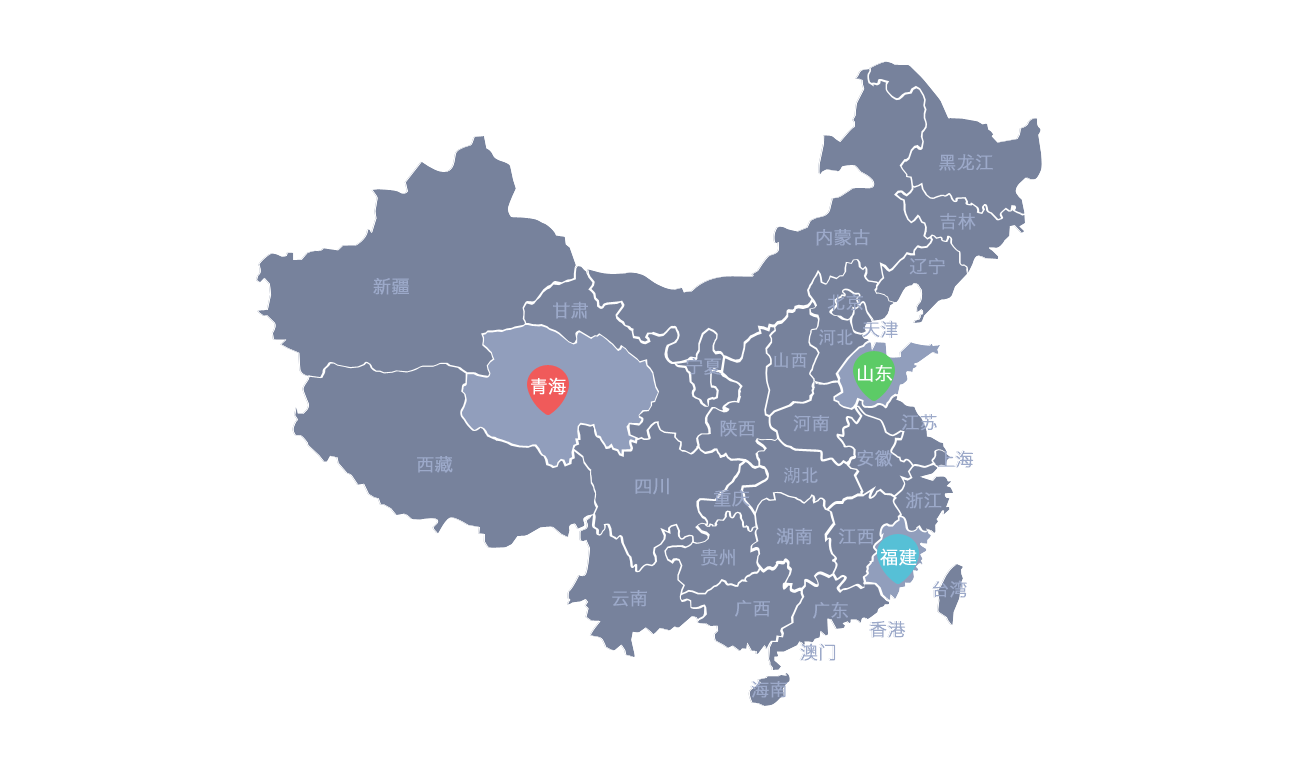 黑龙江
吉林
内蒙古
辽宁
新疆
北京
甘肃
天津
河北
山西
宁夏
山东
青海
江苏
河南
陕西
上海
安徽
西藏
湖北
四川
重庆
浙江
湖南
江西
福建
贵州
台湾
云南
广西
广东
香港
澳门
海南